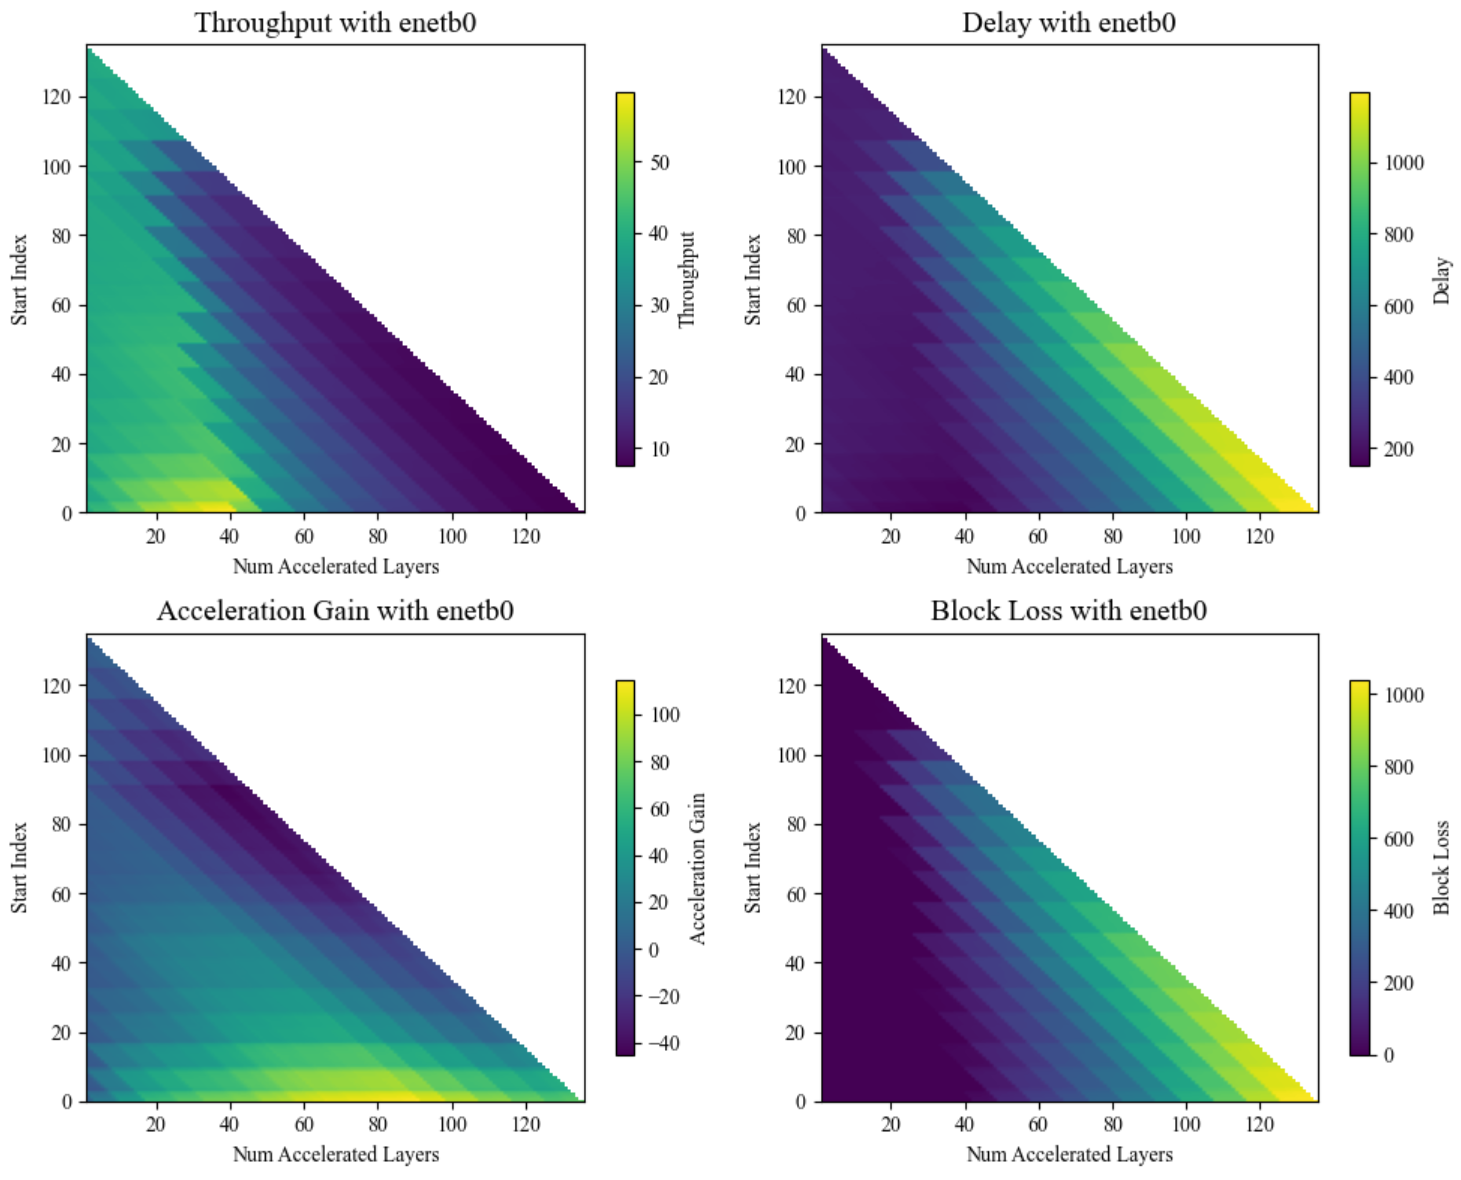 Throughput with enetb0
120
100
80
60
40
20
0
Start Index
20 40 60 80 100 120
Num Accelerated Layers
50
40
30
20
10
Throughput
Delay with enetb0
120
100
80
60
40
20
0
Start Index
20 40 60 80 100 120
Num Accelerated Layers
1000
800
600
400
200
Delay
Acceleration Gain with enetb0
120
100
80
60
40
20
0
Start Index
20 40 60 80 100 120
Num Accelerated Layers
100
80
60
40
20
0
−20
−40
Acceleration Gain
Block Loss with enetb0
120
100
80
60
40
20
0
Start Index
20 40 60 80 100 120
Num Accelerated Layers
1000
800
600
400
200
0
Block Loss